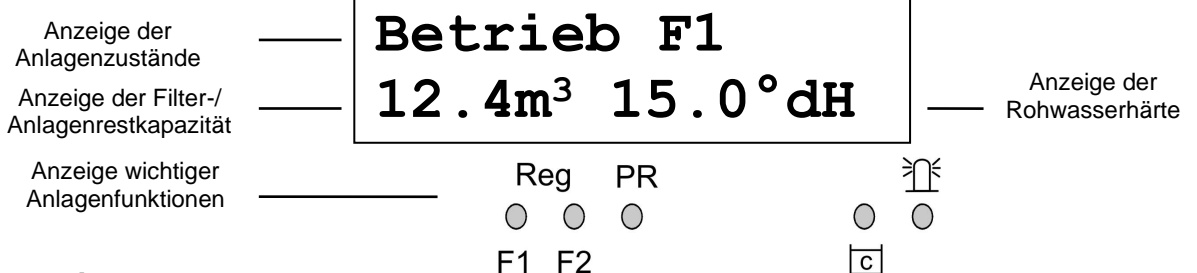 Anzeige der
Anlagenzustände
Betrieb F1
Anzeige der Filter-/
Anlagenrestkapazität
12.4m³ 15.0°dH
Anzeige der
Rohwasserhärte
Anzeige wichtiger
Anlagenfunktionen
Reg PR
F1 F2
c